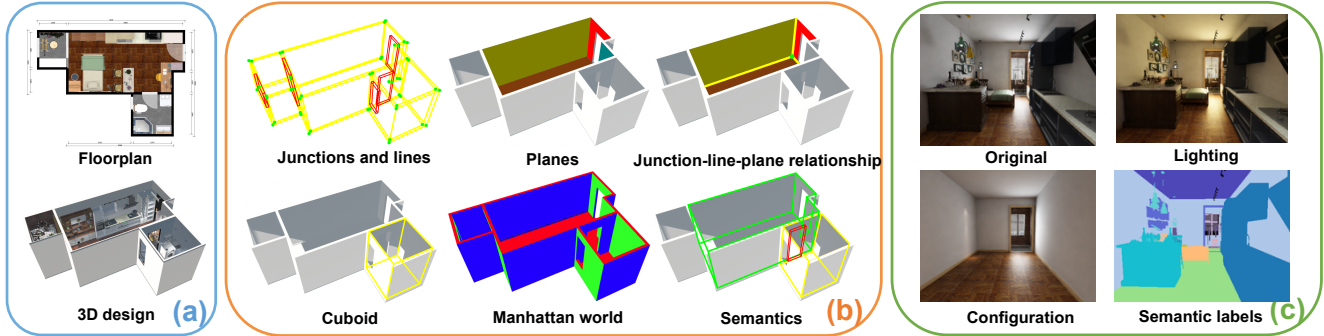 Floorplan
3D design
(a)
Junctions and lines
Planes
Junction-line-plane relationship
Cuboid
Manhattan world
Semantics
(b)
Original
Lighting
Configuration
Semantic labels
(c)